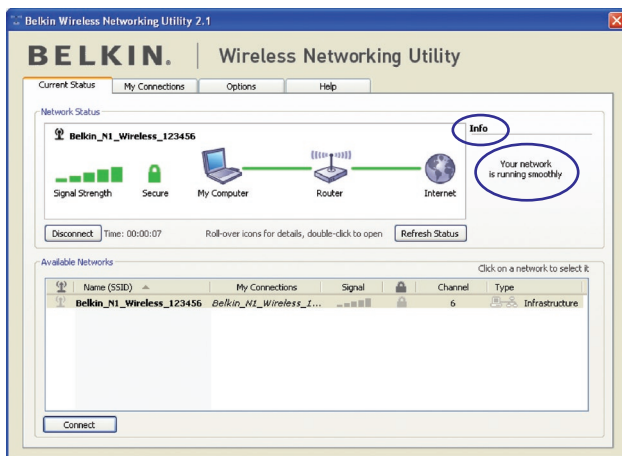 Belkin Wireless Networking Utility 2.1
BELKIN. | Wireless Networking Utility
Current Status My Connections Options Help
Network Status
Belkin_N1_Wireless_123456
Signal Strength Secure My Computer Router Internet
Info
Your network
is running smoothly
Disconnect Time: 00:00:07 Roll-over icons for details, double-click to open Refresh Status
Available Networks
Click on a network to select it
Name (SSID) My Connections Signal Channel Type
Belkin_N1_Wireless_123456 Belkin_N1_Wireless_1... 6 Infrastructure
Connect